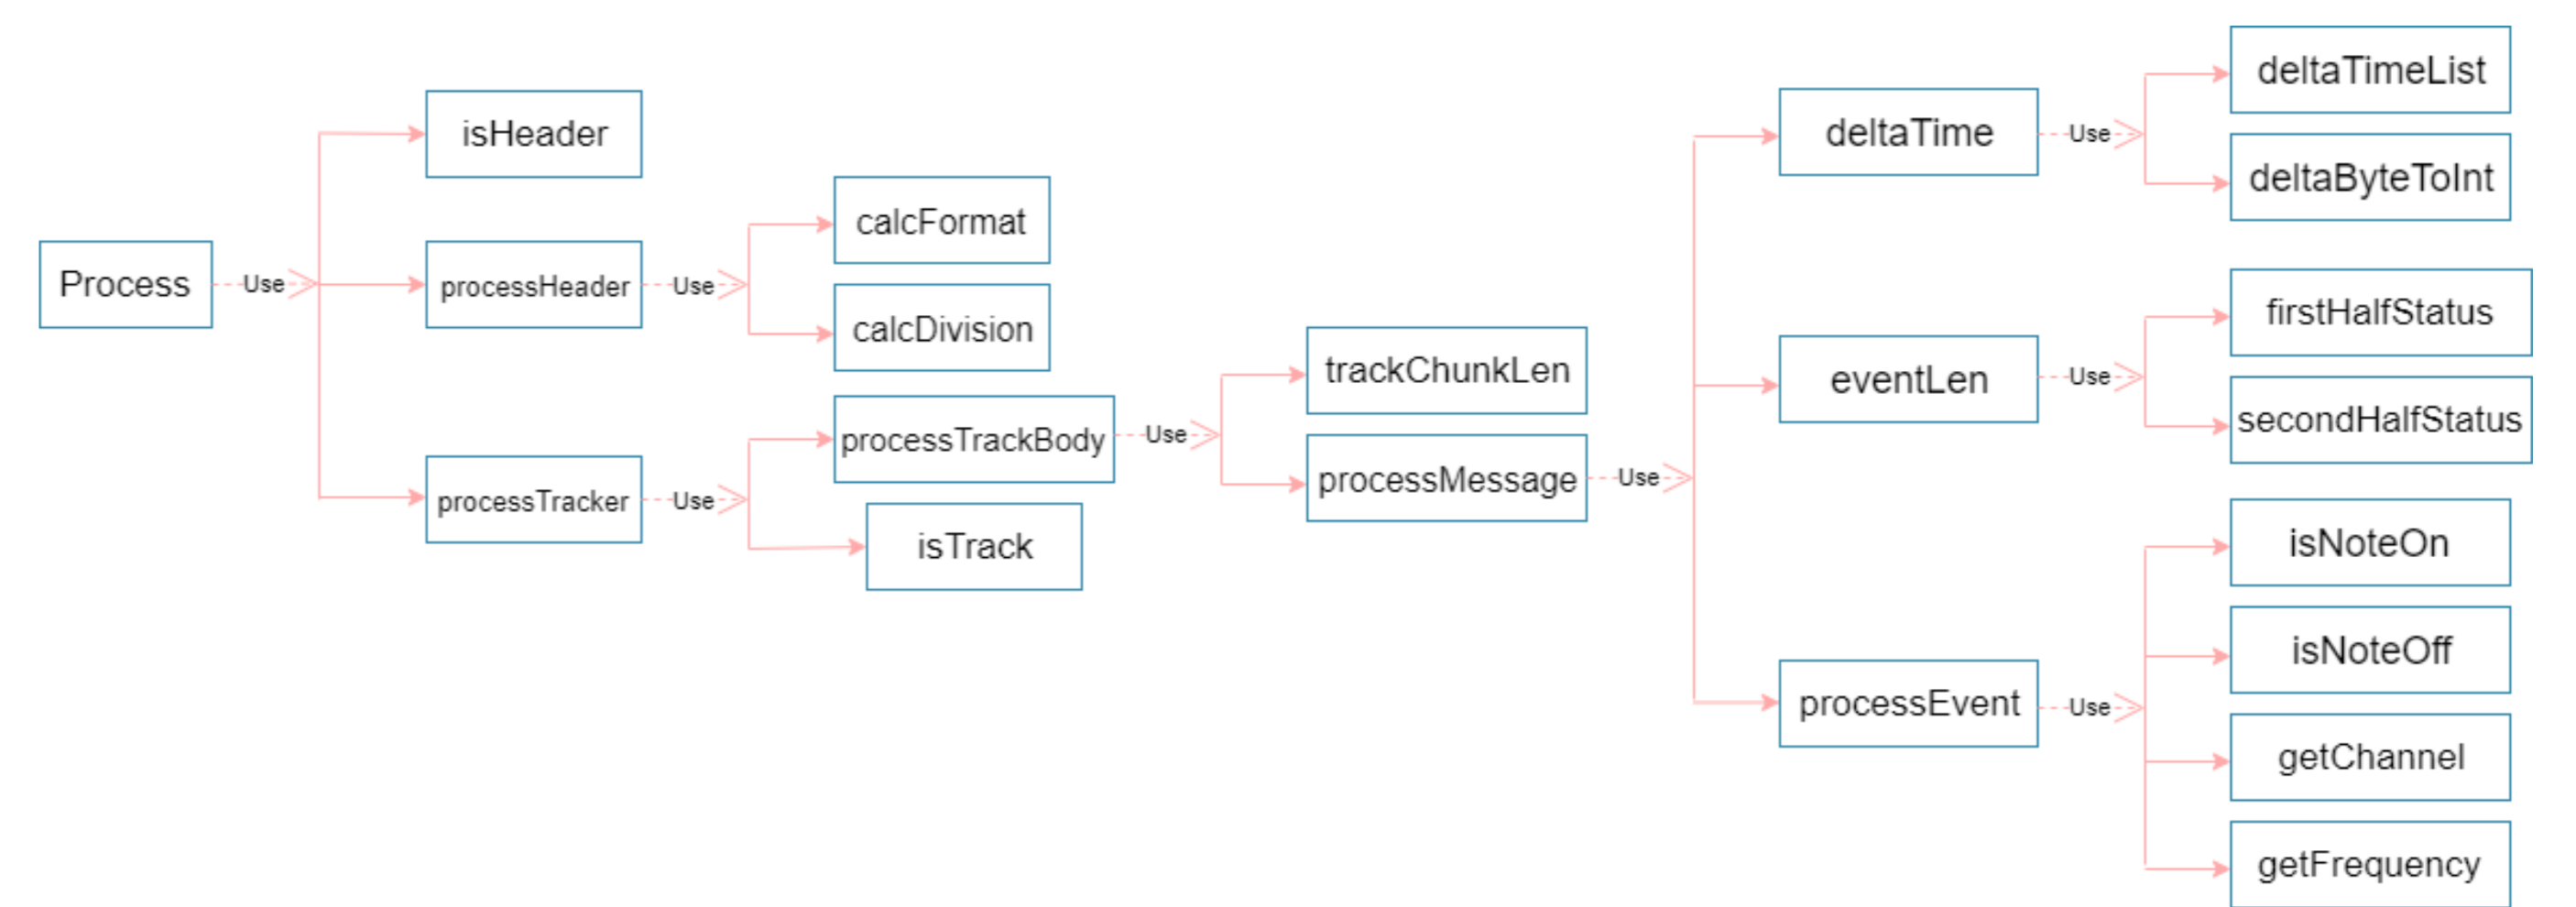 Process
Use
isHeader
processHeader
processTracker
Use
calcFormat
calcDivision
Use
processTrackBody
isTrack
Use
trackChunkLen
processMessage
Use
deltaTime
Use
deltaTimeList
deltaByteToInt
eventLen
Use
firstHalfStatus
secondHalfStatus
processEvent
Use
isNoteOn
isNoteOff
getChannel
getFrequency